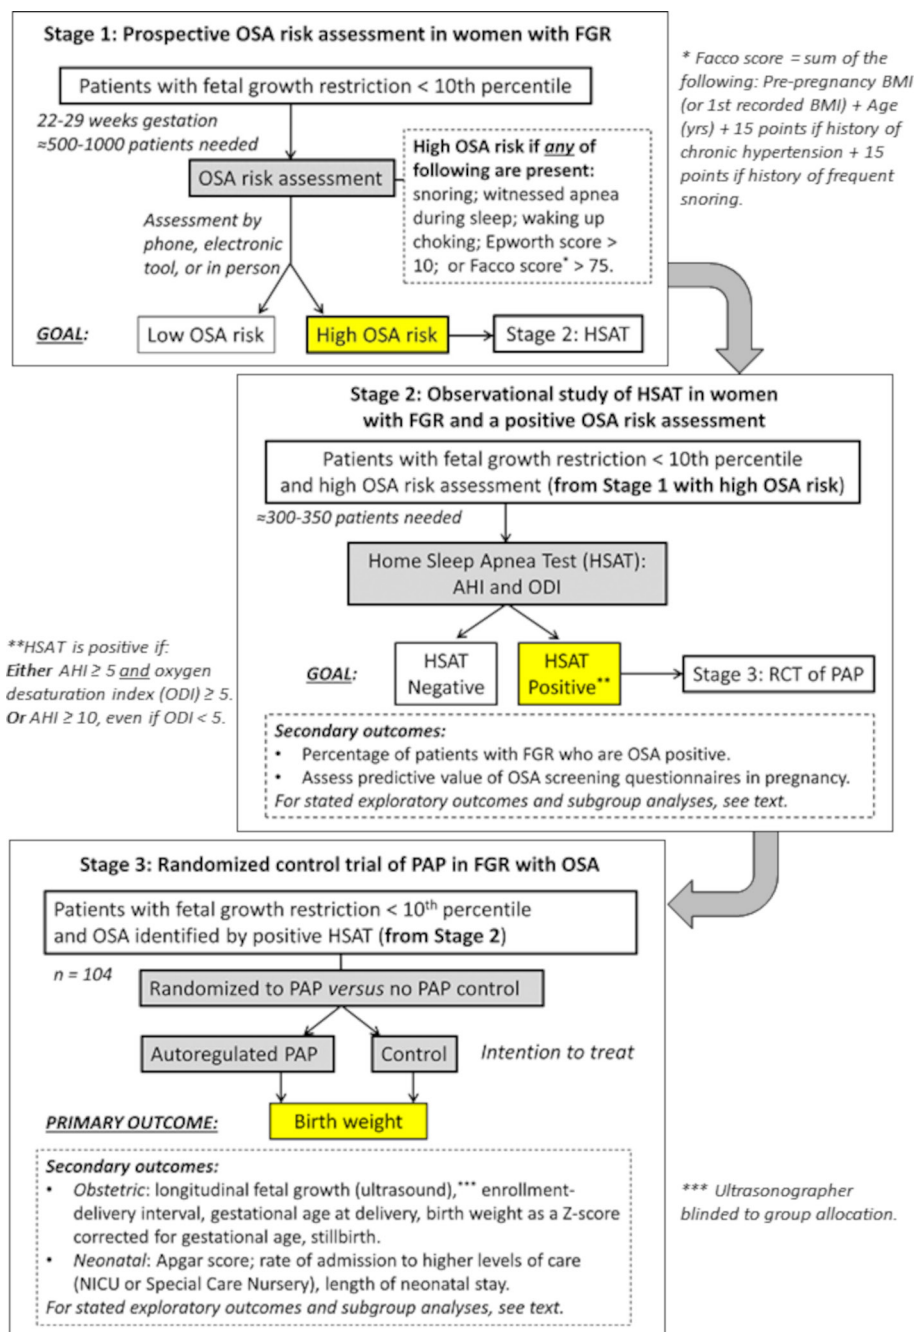 Stage 1: Prospective OSA risk assessment in women with FGR
Patients with fetal growth restriction < 10th percentile
22-29 weeks gestation
≈500-1000 patients needed
OSA risk assessment
High OSA risk if any of
following are present:
snoring; witnessed apnea
during sleep; waking up
choking; Epworth score >
10; or Facco score* > 75.
Assessment by
phone, electronic
tool, or in person
GOAL:
Low OSA risk
High OSA risk
Stage 2: HSAT
* Facco score = sum of the
following: Pre-pregnancy BMI
(or 1st recorded BMI) + Age
(yrs) + 15 points if history of
chronic hypertension + 15
points if history of frequent
snoring.
Stage 2: Observational study of HSAT in women
with FGR and a positive OSA risk assessment
Patients with fetal growth restriction < 10th percentile
and high OSA risk assessment (from Stage 1 with high OSA risk)
≈300-350 patients needed
Home Sleep Apnea Test (HSAT):
AHI and ODI
**HSAT is positive if:
Either AHI ≥ 5 and oxygen
desaturation index (ODI) ≥ 5.
Or AHI ≥ 10, even if ODI < 5.
GOAL:
HSAT
Negative
HSAT
Positive**
Stage 3: RCT of PAP
Secondary outcomes:
• Percentage of patients with FGR who are OSA positive.
• Assess predictive value of OSA screening questionnaires in pregnancy.
For stated exploratory outcomes and subgroup analyses, see text.
Stage 3: Randomized control trial of PAP in FGR with OSA
Patients with fetal growth restriction < 10th percentile
and OSA identified by positive HSAT (from Stage 2)
n = 104
Randomized to PAP versus no PAP control
Autoregulated PAP
Control
Intention to treat
PRIMARY OUTCOME:
Birth weight
Secondary outcomes:
• Obstetric: longitudinal fetal growth (ultrasound),*** enrollment-
delivery interval, gestational age at delivery, birth weight as a Z-score
corrected for gestational age, stillbirth.
• Neonatal: Apgar score; rate of admission to higher levels of care
(NICU or Special Care Nursery), length of neonatal stay.
For stated exploratory outcomes and subgroup analyses, see text.
*** Ultrasonographer
blinded to group allocation.